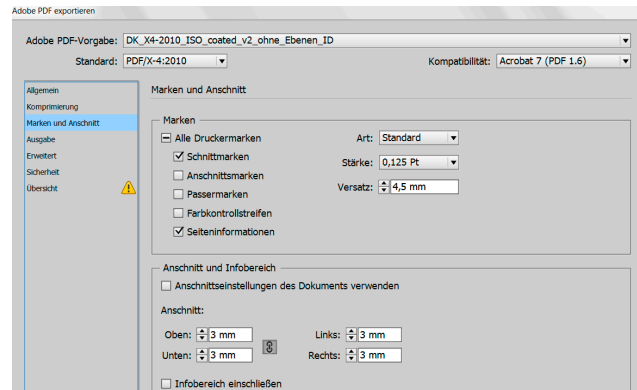 Adobe PDF exportieren
Adobe PDF-Vorgabe: DK_X4-2010_ISO_coated_v2_ohne_Ebenen_ID
Standard: PDF/X-4:2010 Kompatibilität: Acrobat 7 (PDF 1.6)
Allgemein
Komprimierung
Marken und Anschnitt
Ausgabe
Erweitert
Sicherheit
Übersicht
Marken und Anschnitt
Marken
Alle Druckermarken Art: Standard
Schnittmarken Stärke: 0,125 Pt
Anschnittsmarken Versatz: 4,5 mm
Passermarken
Farbkontrollstreifen
Seiteninformationen
Anschnitt und Infobereich
Anschnittseinstellungen des Dokuments verwenden
Anschnitt:
Oben: 3 mm Links: 3 mm
Unten: 3 mm Rechts: 3 mm
Infobereich einschließen